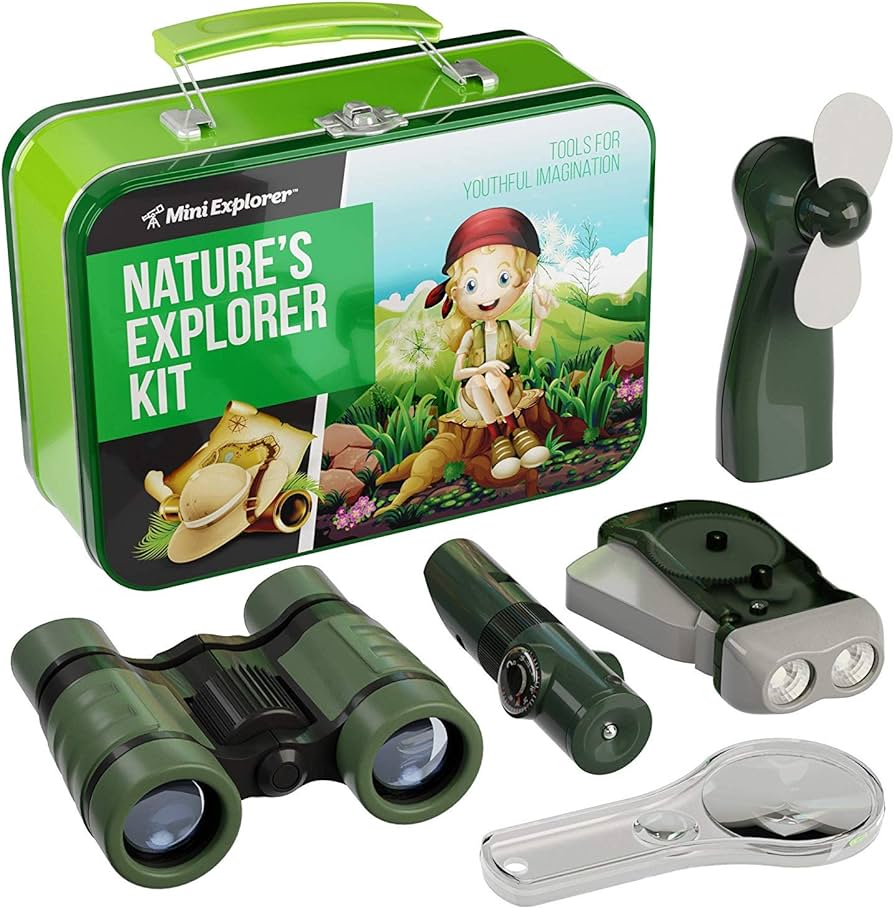 Mini Explorer™
NATURE'S
EXPLORER
KIT
TOOLS FOR
YOUTHFUL IMAGINATION